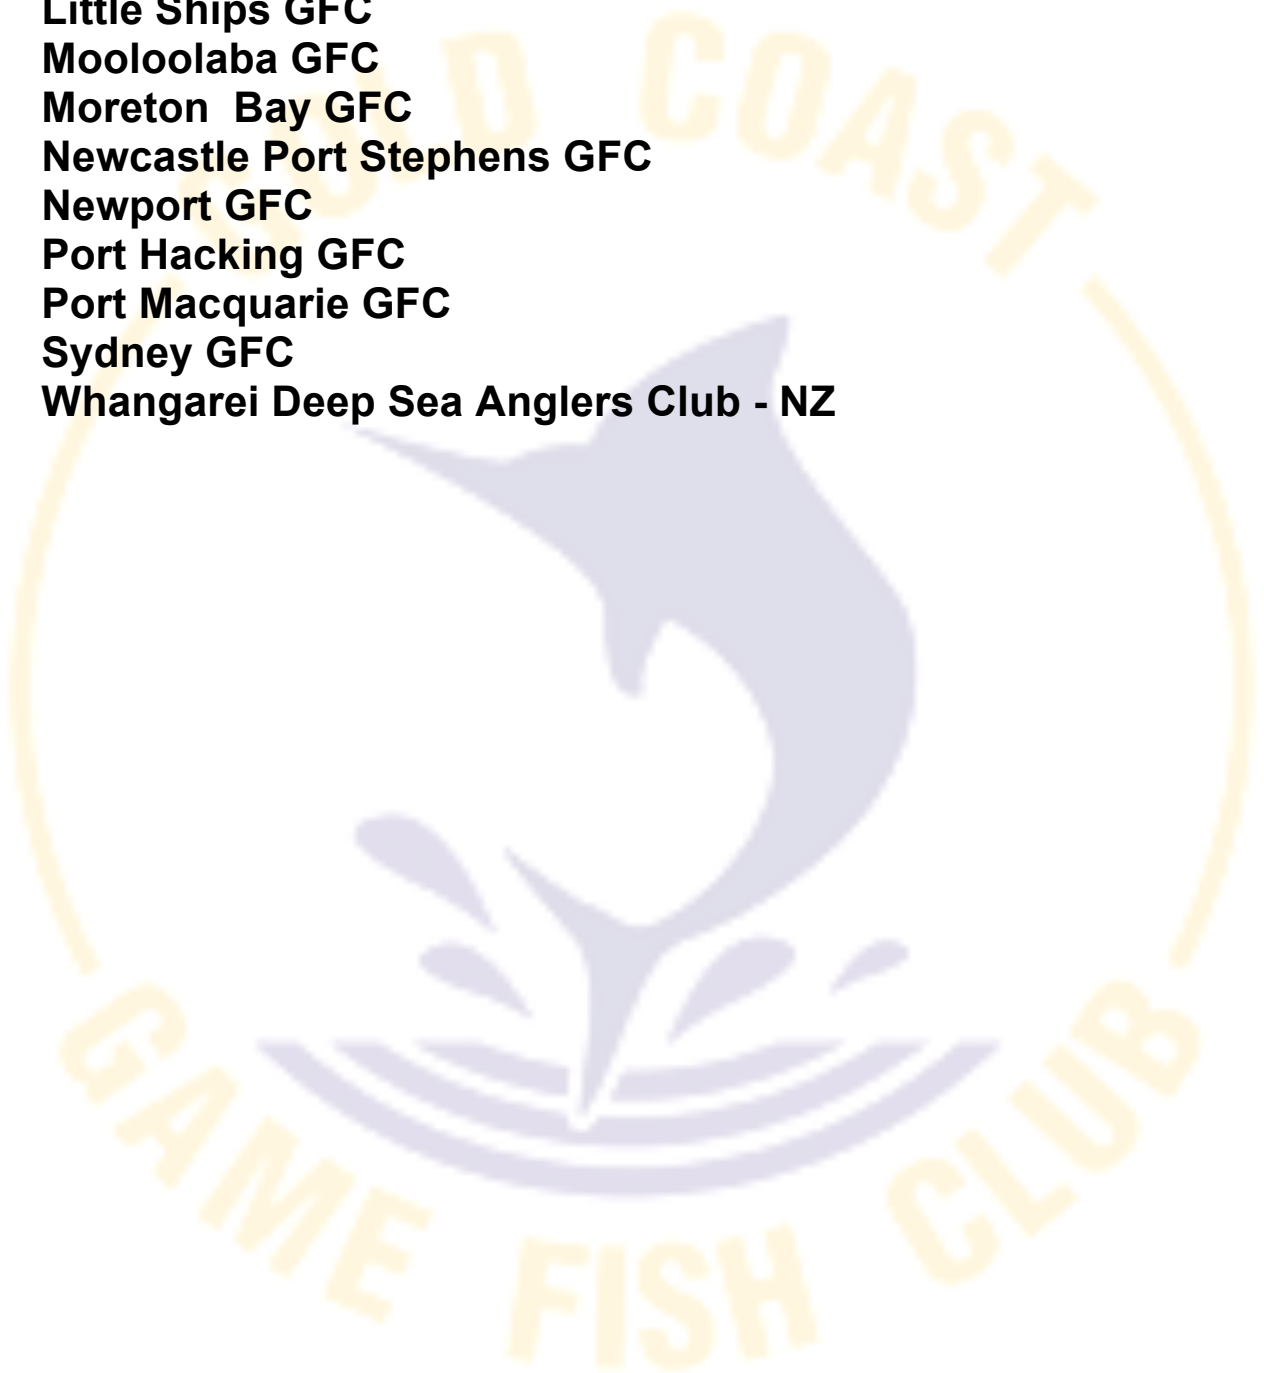 Little Ships GFC
Mooloolaba GFC
Moreton  Bay GFC
Newcastle Port Stephens GFC
Newport GFC
Port Hacking GFC
Port Macquarie GFC
Sydney GFC
Whangarei Deep Sea Anglers Club - NZ
GOLD COAST
GAME FISH CLUB